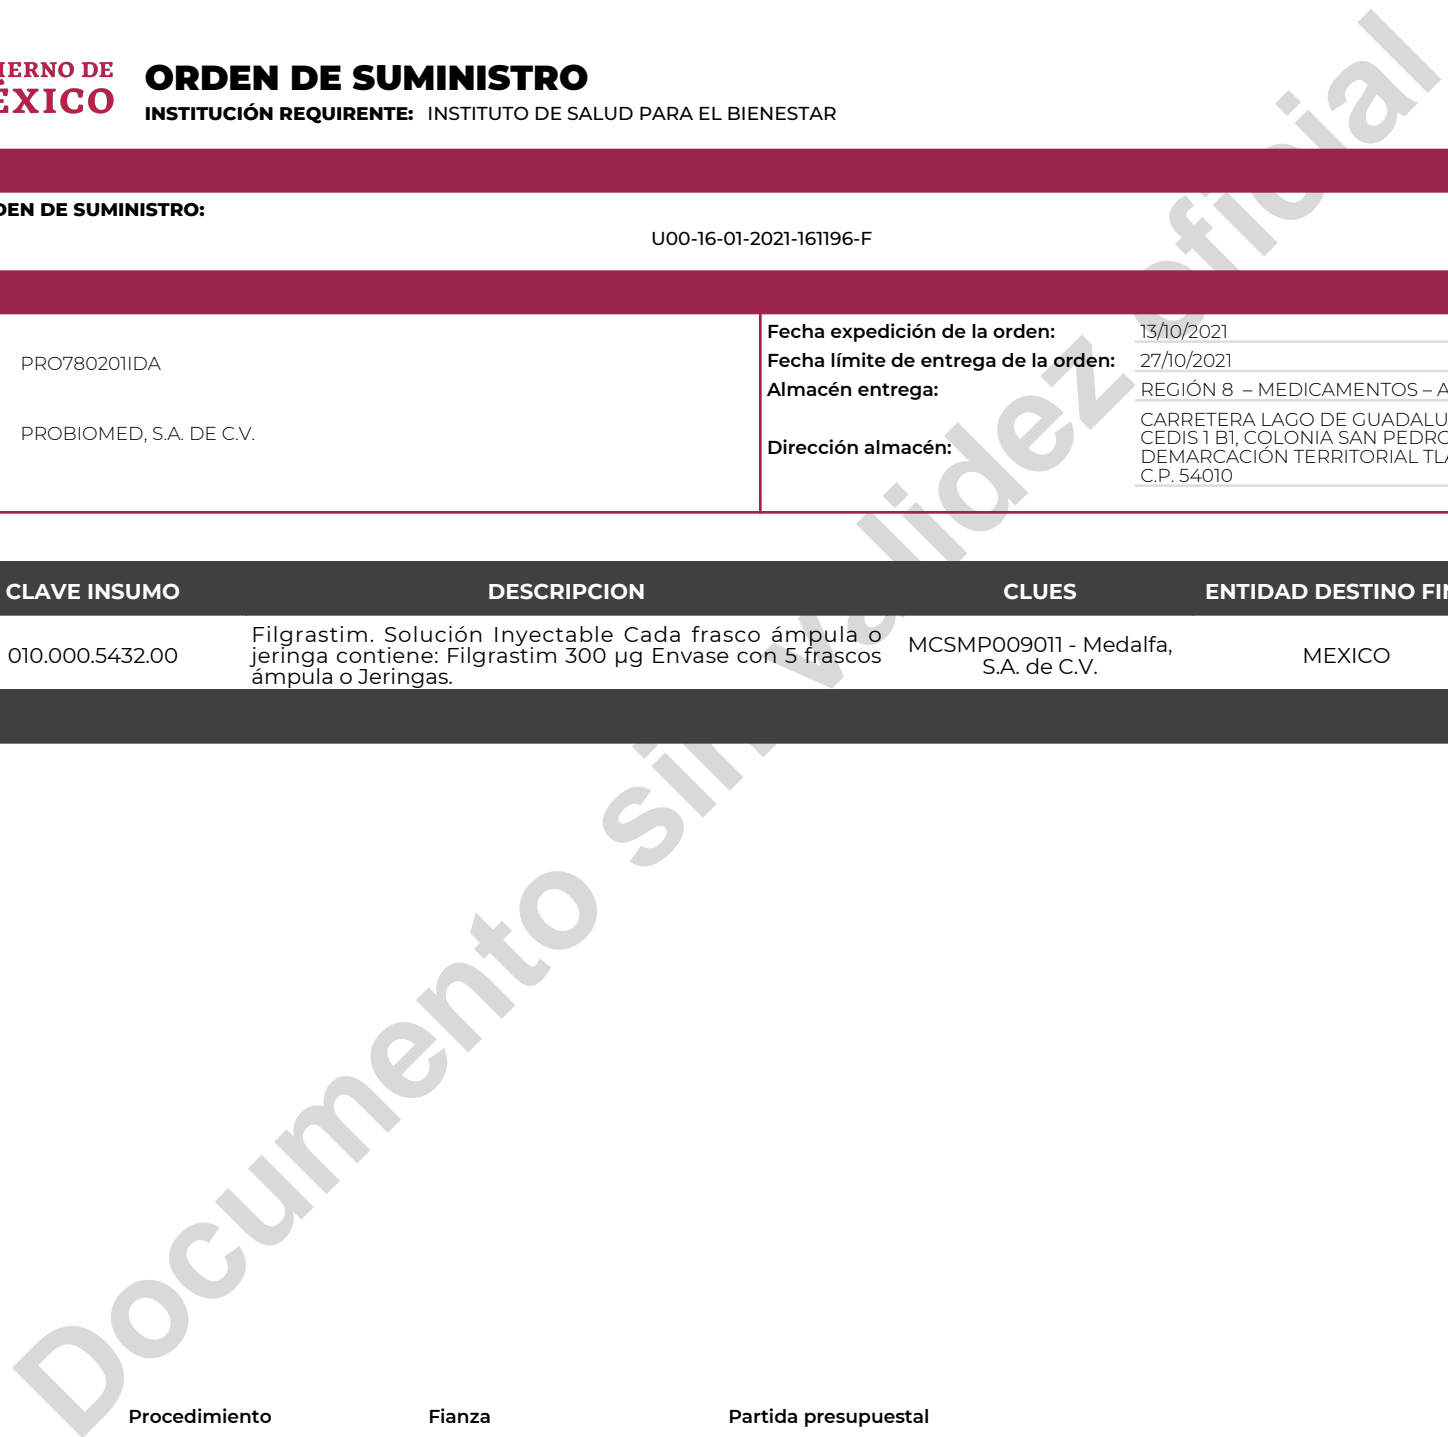 IERNO DE
ÉXICO
ORDEN DE SUMINISTRO
INSTITUCIÓN REQUIRENTE: INSTITUTO DE SALUD PARA EL BIENESTAR
DEN DE SUMINISTRO:
U00-16-01-2021-161196-F
PRO780201IDA
PROBIOMED, S.A. DE C.V.
Fecha expedición de la orden: 13/10/2021
Fecha límite de entrega de la orden: 27/10/2021
Almacén entrega: REGIÓN 8 – MEDICAMENTOS – A
Dirección almacén:
CARRETERA LAGO DE GUADALU
CEDIS 1 B1, COLONIA SAN PEDRO
DEMARCACIÓN TERRITORIAL TLA
C.P. 54010
CLAVE INSUMO DESCRIPCION CLUES ENTIDAD DESTINO FIN
010.000.5432.00
Filgrastim. Solución Inyectable Cada frasco ámpula o
jeringa contiene: Filgrastim 300 µg Envase con 5 frascos
ámpula o Jeringas.
MCSMP009011 - Medalfa,
S.A. de C.V.
MEXICO
Documento sin validez oficial
Procedimiento Fianza Partida presupuestal